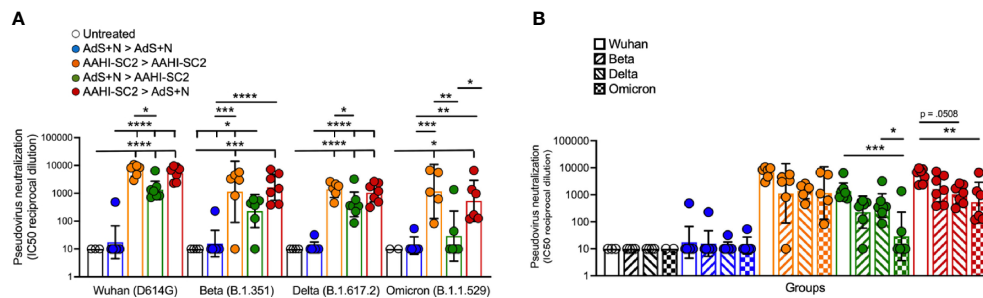 A
Untreated
AdS+N > AdS+N
AAHI-SC2 > AAHI-SC2
AdS+N > AAHI-SC2
AAHI-SC2 > AdS+N
Pseudovirus neutralization
(IC50 reciprocal dilution)
100000
10000
1000
100
10
1
* **** ****
**** *** * ***
* **** ****
* ** ** *** *
Wuhan (D614G) Beta (B.1.351) Delta (B.1.617.2) Omicron (B.1.1.529)
B
Wuhan
Beta
Delta
Omicron
Pseudovirus neutralization
(IC50 reciprocal dilution)
100000
10000
1000
100
10
1
* ***
p = .0508
**
Groups